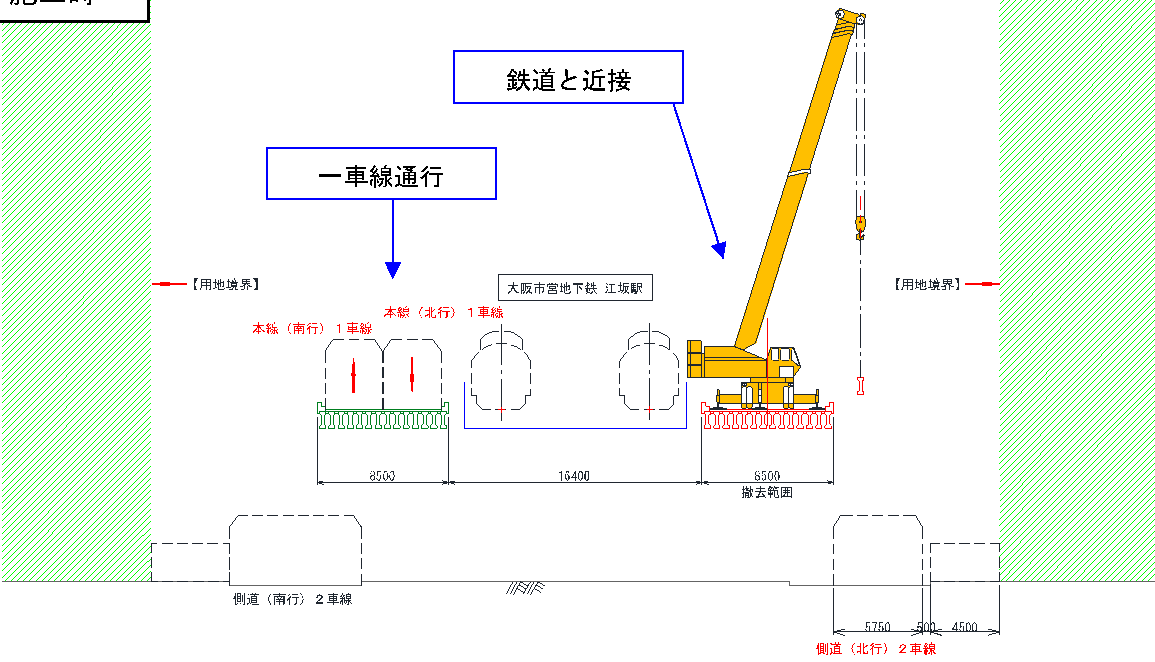 鉄道と近接
一車線通行
【用地境界】
大阪市営地下鉄 江坂駅
【用地境界】
本線（北行）１車線
本線（南行）１車線
8500
16400
8500
撤去範囲
側道（南行）２車線
5750
500
4500
側道（北行）２車線